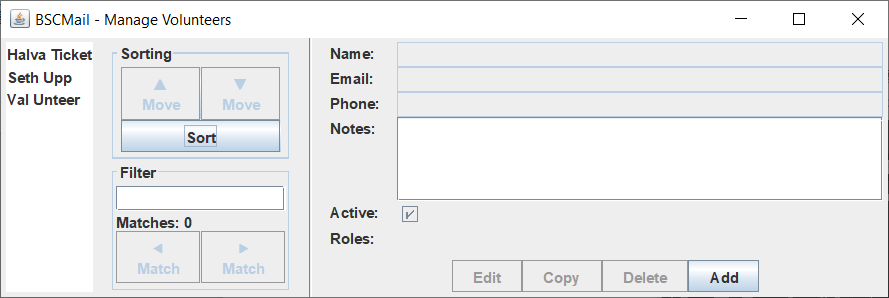 BSCMail - Manage Volunteers
Halva Ticket
Seth Upp
Val Unteer
Sorting
Move
Move
Sort
Filter
Matches: 0
Match
Match
Name:
Email:
Phone:
Notes:
Active:
Roles:
Edit
Copy
Delete
Add